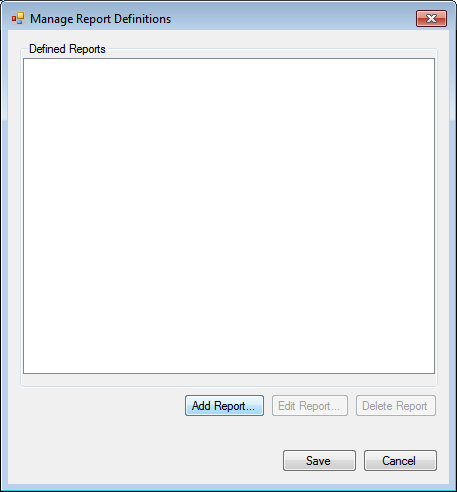 Manage Report Definitions
Defined Reports
Add Report... Edit Report... Delete Report
Save Cancel